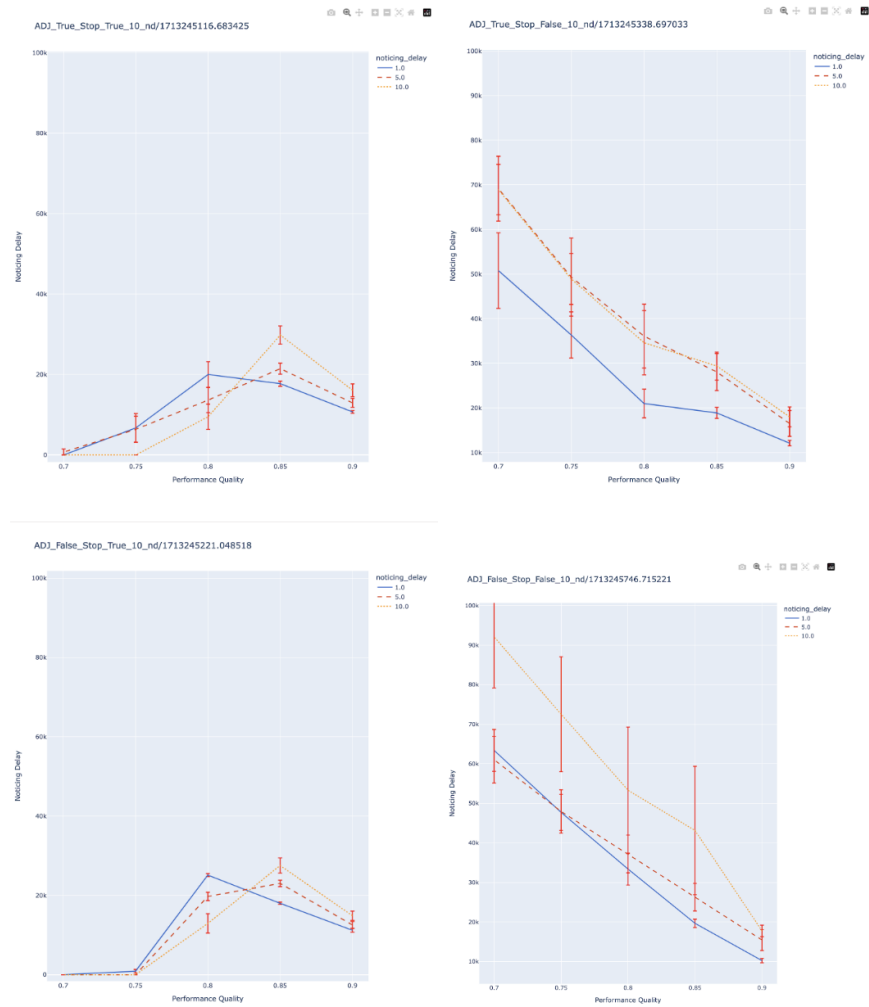 ADJ_True_Stop_True_10_nd/1713245116.683425
noticing_delay
1.0
5.0
10.0
100k
80k
60k
40k
20k
0
Noticing Delay
0.7
0.75
0.8
0.85
0.9
Performance Quality
ADJ_True_Stop_False_10_nd/1713245338.697033
noticing_delay
1.0
5.0
10.0
100k
90k
80k
70k
60k
50k
40k
30k
20k
10k
Noticing Delay
0.7
0.75
0.8
0.85
0.9
Performance Quality
ADJ_False_Stop_True_10_nd/1713245221.048518
noticing_delay
1.0
5.0
10.0
100k
80k
60k
40k
20k
0
Noticing Delay
0.7
0.75
0.8
0.85
0.9
Performance Quality
ADJ_False_Stop_False_10_nd/1713245746.715221
noticing_delay
1.0
5.0
10.0
100k
90k
80k
70k
60k
50k
40k
30k
20k
10k
Noticing Delay
0.7
0.75
0.8
0.85
0.9
Performance Quality